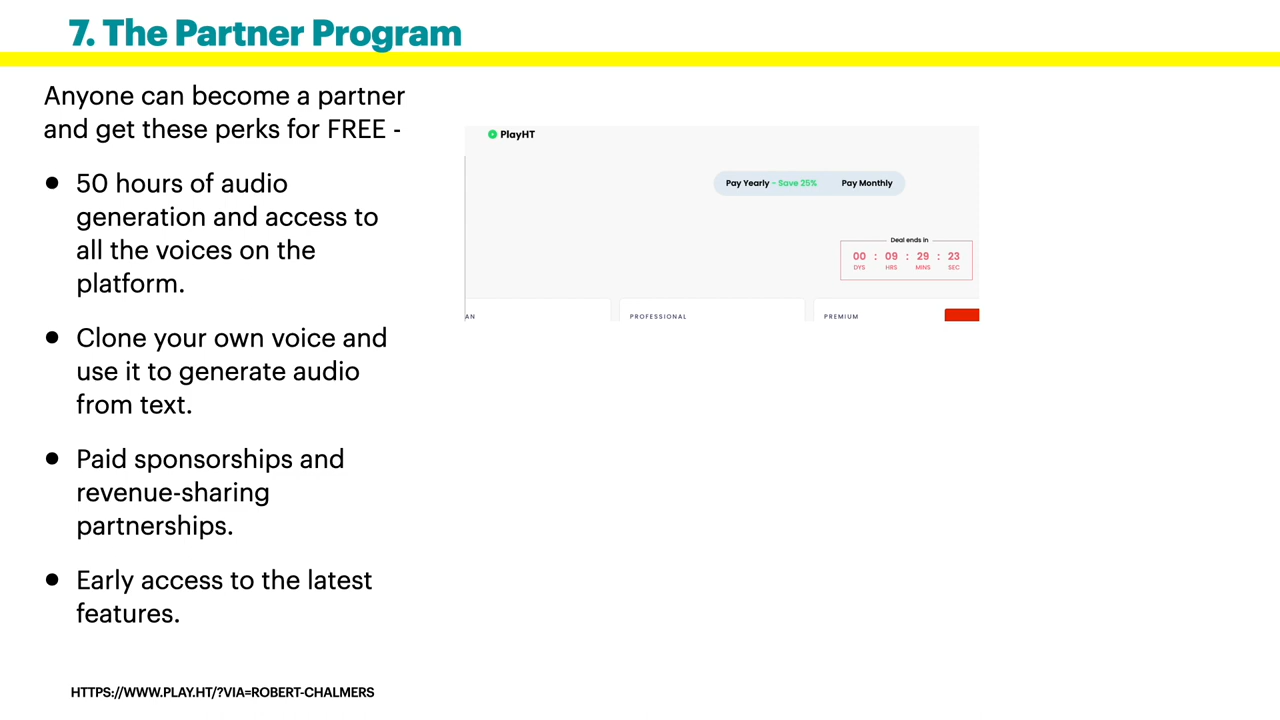 7. The Partner Program
Anyone can become a partner
and get these perks for FREE -
• 50 hours of audio
generation and access to
all the voices on the
platform.
• Clone your own voice and
use it to generate audio
from text.
• Paid sponsorships and
revenue-sharing
partnerships.
• Early access to the latest
features.
HTTPS://WWW.PLAY.HT/?VIA=ROBERT-CHALMERS
PlayHT
Pay Yearly - Save 25% Pay Monthly
Deal ends in
00 : 09 : 29 : 23
DYS HRS MINS SEC
AN PROFESSIONAL PREMIUM